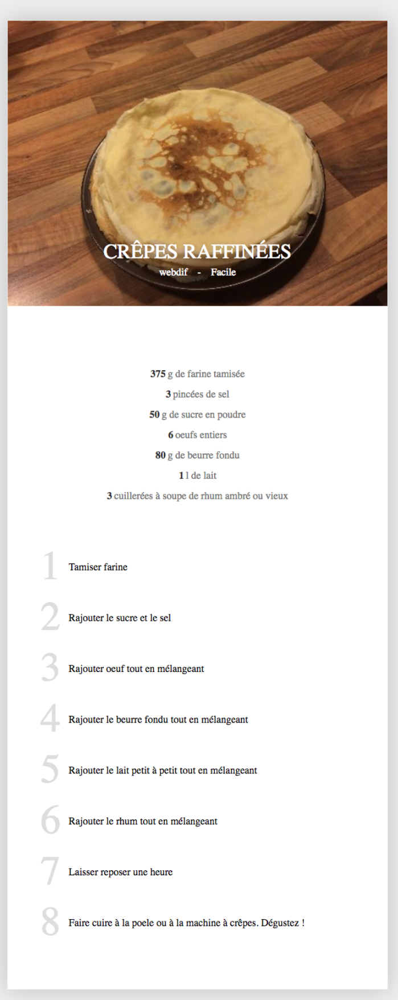 CRÊPES RAFFINÉES
webdif - Facile
375 g de farine tamisée
3 pincées de sel
50 g de sucre en poudre
6 oeufs entiers
80 g de beurre fondu
1 l de lait
3 cuillerées à soupe de rhum ambré ou vieux
1 Tamiser farine
2 Rajouter le sucre et le sel
3 Rajouter oeuf tout en mélangeant
4 Rajouter le beurre fondu tout en mélangeant
5 Rajouter le lait petit à petit tout en mélangeant
6 Rajouter le rhum tout en mélangeant
7 Laisser reposer une heure
8 Faire cuire à la poele ou à la machine à crêpes. Dégustez !